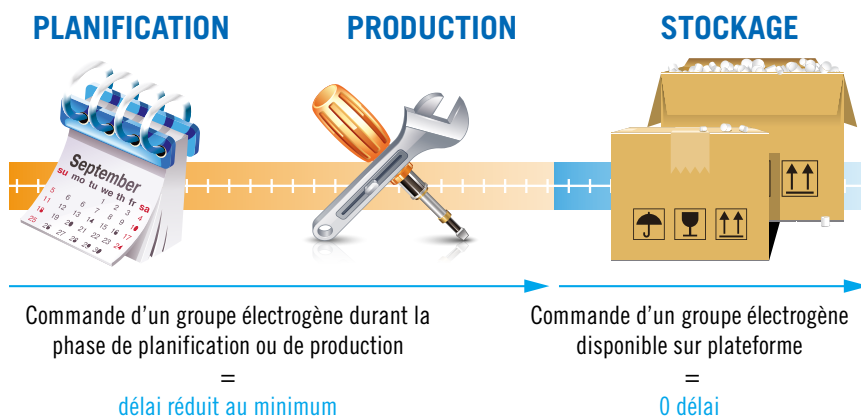 PLANIFICATION
PRODUCTION
STOCKAGE
September
su mo tu we th fr sa
Commande d’un groupe électrogène durant la
phase de planification ou de production
=
délai réduit au minimum
Commande d’un groupe électrogène
disponible sur plateforme
=
0 délai